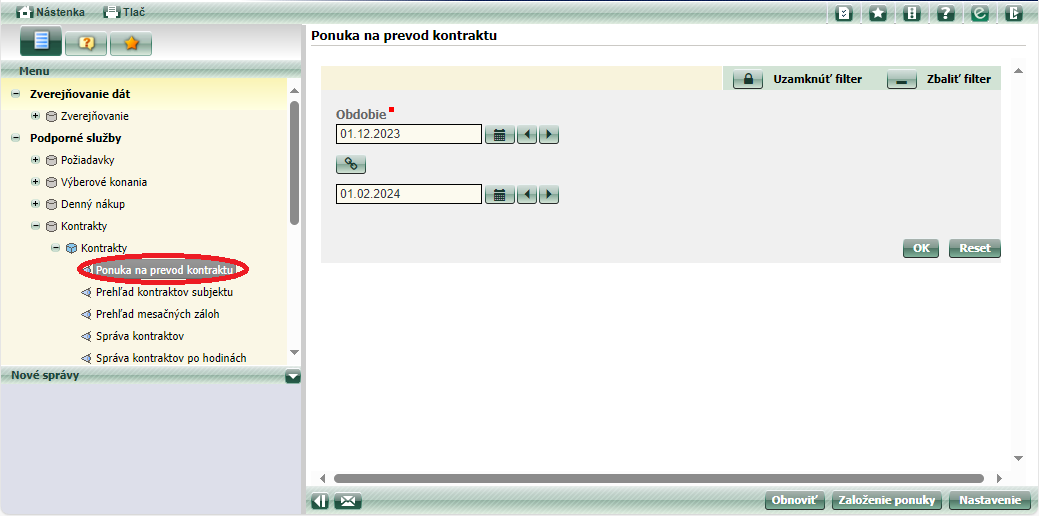 Nástenka Tlač
Menu
Zverejňovanie dát
Zverejňovanie
Podporné služby
Požiadavky
Výberové konania
Denný nákup
Kontrakty
Kontrakty
Ponuka na prevod kontraktu
Prehľad kontraktov subjektu
Prehľad mesačných záloh
Správa kontraktov
Správa kontraktov po hodinách
Nové správy
Ponuka na prevod kontraktu
Uzamknúť filter Zbaliť filter
Obdobie
01.12.2023
01.02.2024
OK Reset
Obnoviť Založenie ponuky Nastavenie